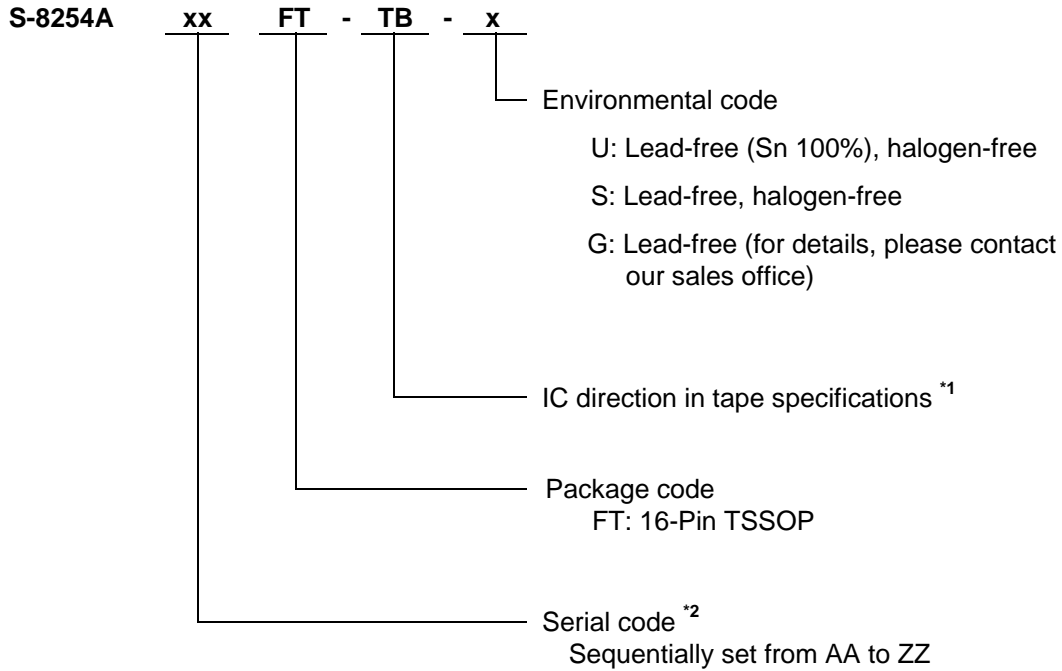 S-8254A xx FT - TB - x
Environmental code
U: Lead-free (Sn 100%), halogen-free
S: Lead-free, halogen-free
G: Lead-free (for details, please contact
our sales office)
IC direction in tape specifications *1
Package code
FT: 16-Pin TSSOP
Serial code *2
Sequentially set from AA to ZZ